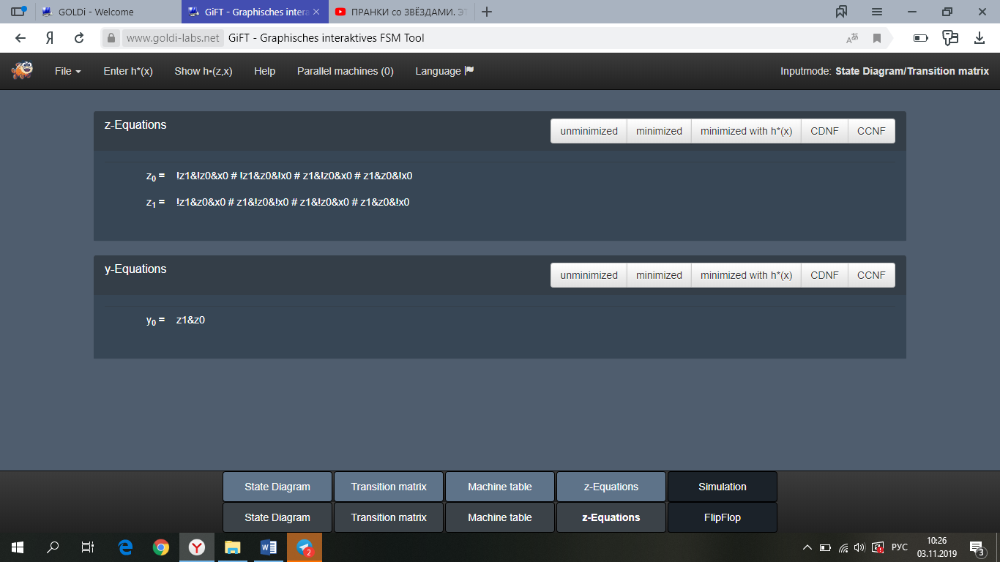 GOLDi - Welcome
GiFT - Graphisches intera
ПРАНКИ со ЗВЁЗДАМИ. ЭТ
www.goldi-labs.net GiFT - Graphisches interaktives FSM Tool
File Enter h*(x) Show h•(z,x) Help Parallel machines (0) Language Inputmode: State Diagram/Transition matrix
z-Equations unminimized minimized minimized with h*(x) CDNF CCNF
z0 = !z1&!z0&x0 # !z1&z0&!x0 # z1&!z0&x0 # z1&z0&!x0
z1 = !z1&z0&x0 # z1&!z0&!x0 # z1&!z0&x0 # z1&z0&!x0
y-Equations unminimized minimized minimized with h*(x) CDNF CCNF
y0 = z1&z0
State Diagram Transition matrix Machine table z-Equations Simulation
State Diagram Transition matrix Machine table z-Equations FlipFlop
2
РУС
10:26
03.11.2019
3